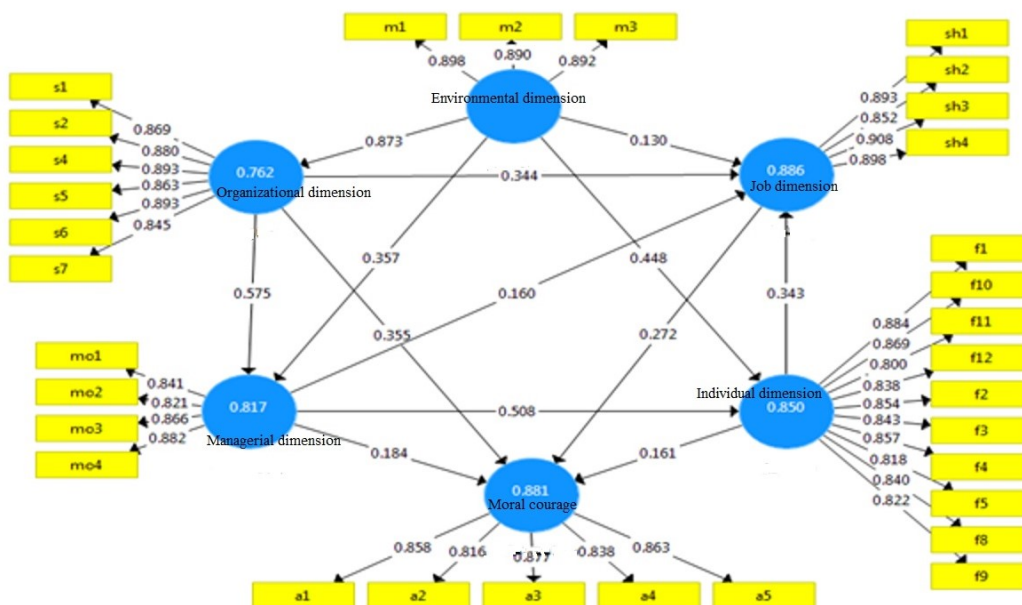 m1
m2
m3
0.898
0.890
0.892
Environmental dimension
s1
s2
s4
s5
s6
s7
0.869
0.880
0.893
0.863
0.893
0.845
0.762
Organizational dimension
0.873
0.130
0.344
sh1
sh2
sh3
sh4
0.893
0.852
0.908
0.898
0.886
Job dimension
0.357
0.448
0.575
0.160
0.343
0.355
0.272
mo1
mo2
mo3
mo4
0.841
0.821
0.866
0.882
0.817
Managerial dimension
0.508
0.184
0.161
Individual dimension
0.850
f1
f10
f11
f12
f2
f3
f4
f5
f8
f9
0.884
0.869
0.800
0.838
0.854
0.843
0.857
0.818
0.840
0.822
0.881
Moral courage
0.858
0.816
0.877
0.838
0.863
a1
a2
a3
a4
a5